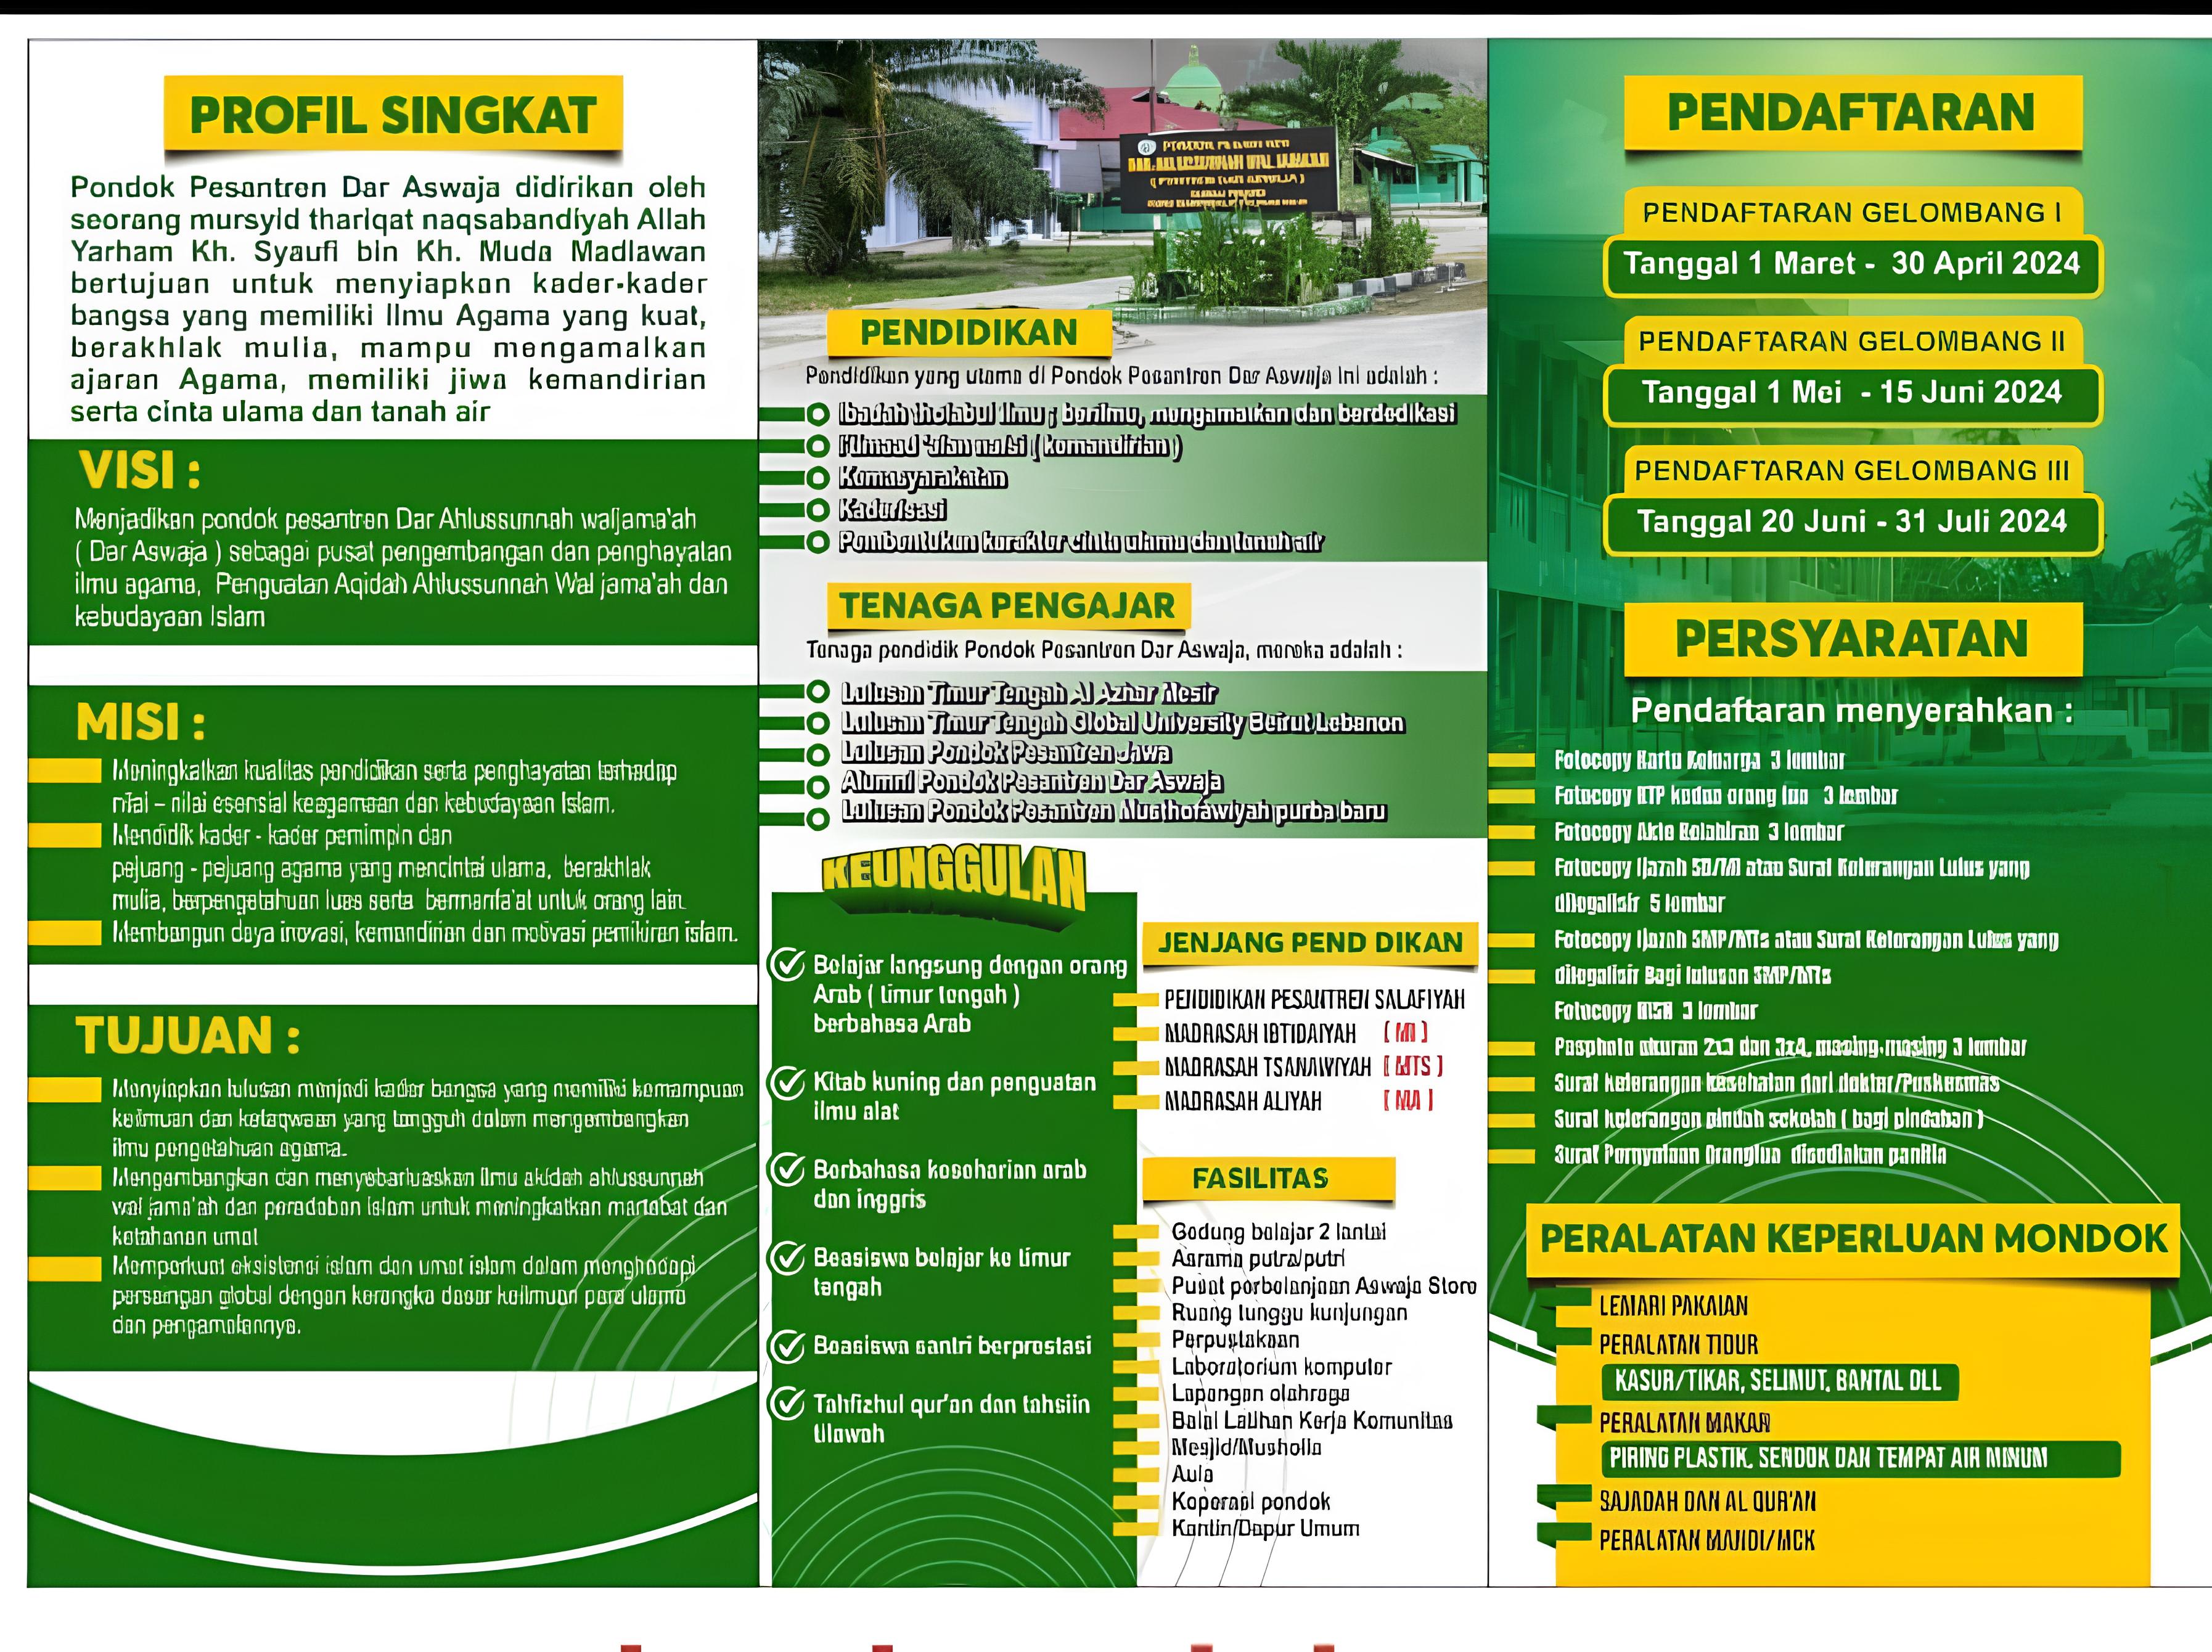 PROFIL SINGKAT
Pondok Pesantren Dar Aswaja didirikan oleh
seorang mursyid thariqat naqsabandiyah Allah
Yarham Kh. Syaufi bin Kh. Muda Madlawan
bertujuan untuk menyiapkan kader-kader
bangsa yang memiliki Ilmu Agama yang kuat,
berakhlak mulia, mampu mengamalkan
ajaran Agama, memiliki jiwa kemandirian
serta cinta ulama dan tanah air
VISI :
Menjadikan pondok pesantren Dar Ahlussunnah waljama'ah
( Dar Aswaja ) sebagai pusat pengembangan dan penghayatan
ilmu agama, Penguatan Aqidah Ahlussunnah Wal jama'ah dan
kebudayaan Islam
MISI :
Meningkatkan kualitas pendidikan serta penghayatan terhadap
nilai – nilai esensial keagamaan dan kebudayaan Islam.
Mendidik kader - kader pemimpin dan
pejuang - pejuang agama yang mencintai ulama, berakhlak
mulia, berpengetahuan luas serta bermanfa'at untuk orang lain.
Membangun daya inovasi, kemandirian dan motivasi pemikiran islam.
TUJUAN :
Menyiapkan lulusan menjadi kader bangsa yang memiliki kemampuan
keilmuan dan ketaqwaan yang tangguh dalam mengembangkan
ilmu pengetahuan agama.
Mengembangkan dan menyebarluaskan ilmu akidah ahlussunnah
wal jama'ah dan peradaban islam untuk meningkatkan martabat dan
ketahanan umat
Memperkuat eksistensi islam dan umat islam dalam menghadapi
persaingan global dengan kerangka dasar keilmuan para ulama
dan pengamalannya.
PENDIDIKAN
Pendidikan yang utama di Pondok Pesantren Dar Aswaja ini adalah :
Ibadah tholabul ilmu ; berilmu, mengamalkan dan berdedikasi
( kemandirian )
Kemasyarakatan
Kaderisasi
Pembentukan karakter cinta ulama dan tanah air
TENAGA PENGAJAR
Tenaga pendidik Pondok Pesantren Dar Aswaja, mereka adalah :
Lulusan Timur Tengah Al Azhar Mesir
Lulusan Timur Tengah Global University Beirut Lebanon
Lulusan Pondok Pesantren Jawa
Alumni Pondok Pesantren Dar Aswaja
Lulusan Pondok Pesantren Musthofawiyah purba baru
KEUNGGULAN
Belajar langsung dengan orang
Arab ( timur tengah )
berbahasa Arab
Kitab kuning dan penguatan
ilmu alat
Berbahasa keseharian arab
dan inggris
Beasiswa belajar ke timur
tengah
Beasiswa santri berprestasi
Tahfizhul qur'an dan tahsiin
tilawah
JENJANG PEND DIKAN
PENDIDIKAN PESANTREN SALAFIYAH
MADRASAH IBTIDAIYAH [ MI ]
MADRASAH TSANAWIYAH [ MTS ]
MADRASAH ALIYAH [ MA ]
FASILITAS
Gedung belajar 2 lantai
Asrama putra/putri
Pusat perbelanjaan Aswaja Store
Ruang tunggu kunjungan
Perpustakaan
Laboratorium komputer
Lapangan olahraga
Balai Latihan Kerja Komunitas
Mesjid/Musholla
Aula
Koperasi pondok
Kantin/Dapur Umum
PENDAFTARAN
PENDAFTARAN GELOMBANG I
Tanggal 1 Maret - 30 April 2024
PENDAFTARAN GELOMBANG II
Tanggal 1 Mei - 15 Juni 2024
PENDAFTARAN GELOMBANG III
Tanggal 20 Juni - 31 Juli 2024
PERSYARATAN
Pendaftaran menyerahkan :
Fotocopy Kartu Keluarga 3 lembar
Fotocopy KTP kedua orang tua 3 lembar
Fotocopy Akte Kelahiran 3 lembar
Fotocopy Ijazah SD/MI atau Surat Keterangan Lulus yang
dilegalisir 5 lembar
Fotocopy Ijazah SMP/MTs atau Surat Keterangan Lulus yang
dilegalisir Bagi lulusan SMP/MTs
Fotocopy NISN 3 lembar
Pasphoto ukuran 2x3 dan 3x4, masing-masing 3 lembar
Surat keterangan kesehatan dari dokter/Puskesmas
Surat keterangan pindah sekolah ( bagi pindahan )
Surat Pernyataan Orangtua disediakan panitia
PERALATAN KEPERLUAN MONDOK
LEMARI PAKAIAN
PERALATAN TIDUR
KASUR/TIKAR, SELIMUT, BANTAL DLL
PERALATAN MAKAN
PIRING PLASTIK, SENDOK DAN TEMPAT AIR MINUM
SAJADAH DAN AL QUR'AN
PERALATAN MANDI/MCK